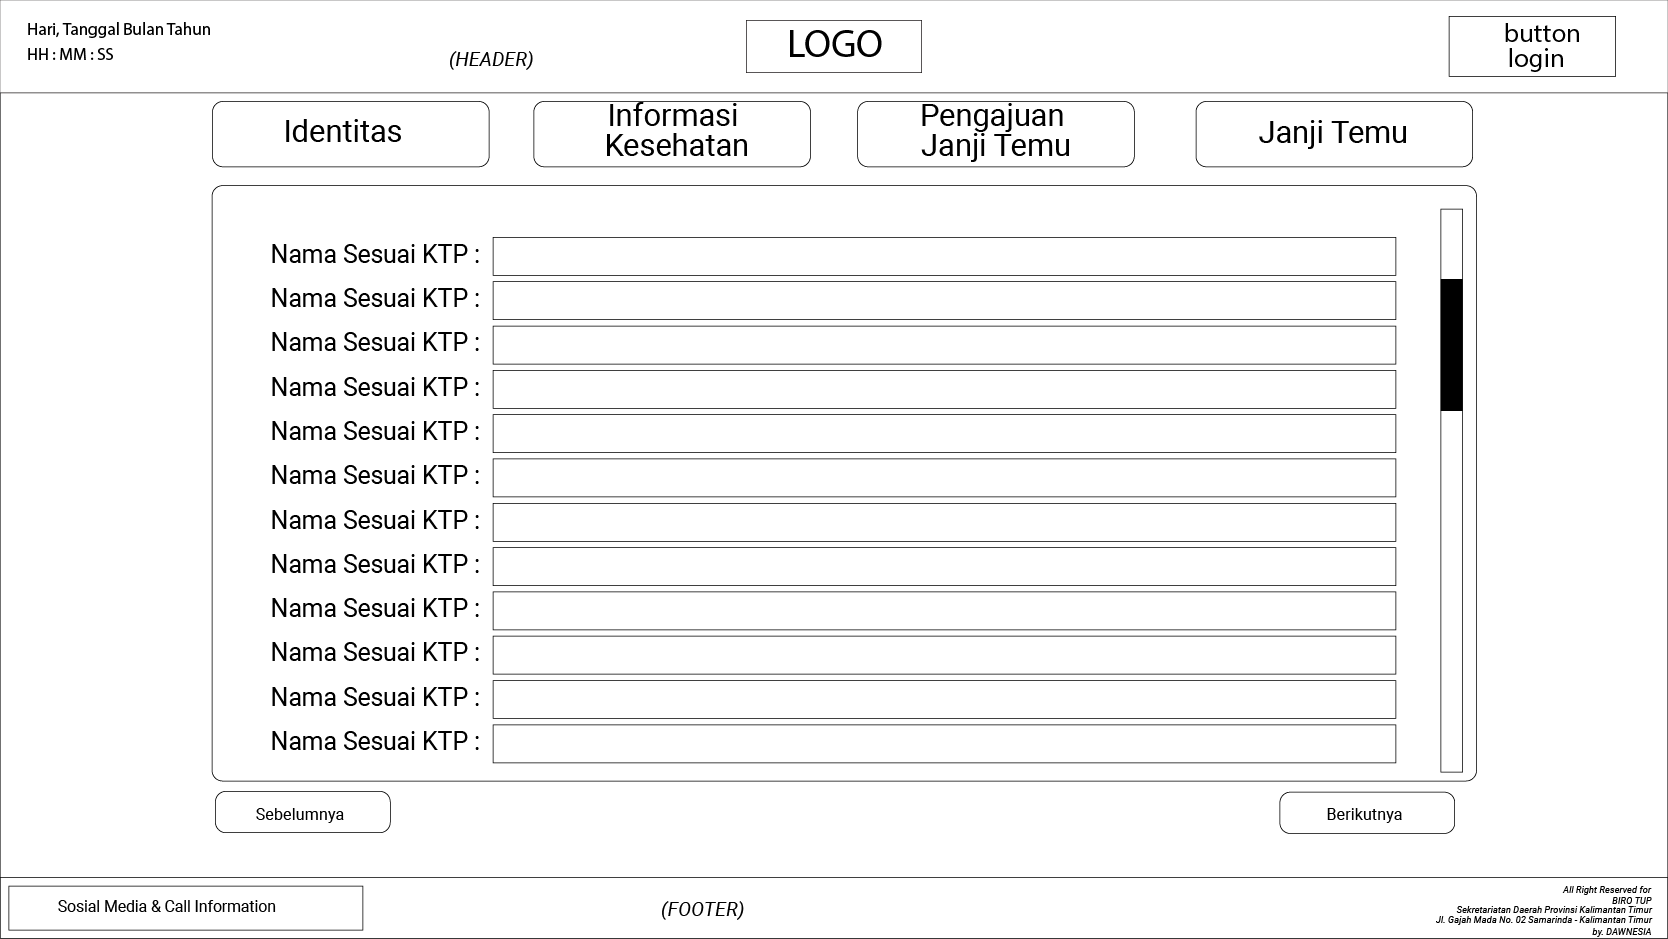 Hari, Tanggal Bulan Tahun
HH : MM : SS
(HEADER)
LOGO
button
login
Identitas
Informasi
Kesehatan
Pengajuan
Janji Temu
Janji Temu
Nama Sesuai KTP :
Nama Sesuai KTP :
Nama Sesuai KTP :
Nama Sesuai KTP :
Nama Sesuai KTP :
Nama Sesuai KTP :
Nama Sesuai KTP :
Nama Sesuai KTP :
Nama Sesuai KTP :
Nama Sesuai KTP :
Nama Sesuai KTP :
Nama Sesuai KTP :
Sebelumnya
Berikutnya
Sosial Media & Call Information
(FOOTER)
All Right Reserved for
BIRO TUP
Sekretariatan Daerah Provinsi Kalimantan Timur
Jl. Gajah Mada No. 02 Samarinda - Kalimantan Timur
by. DAWNESIA